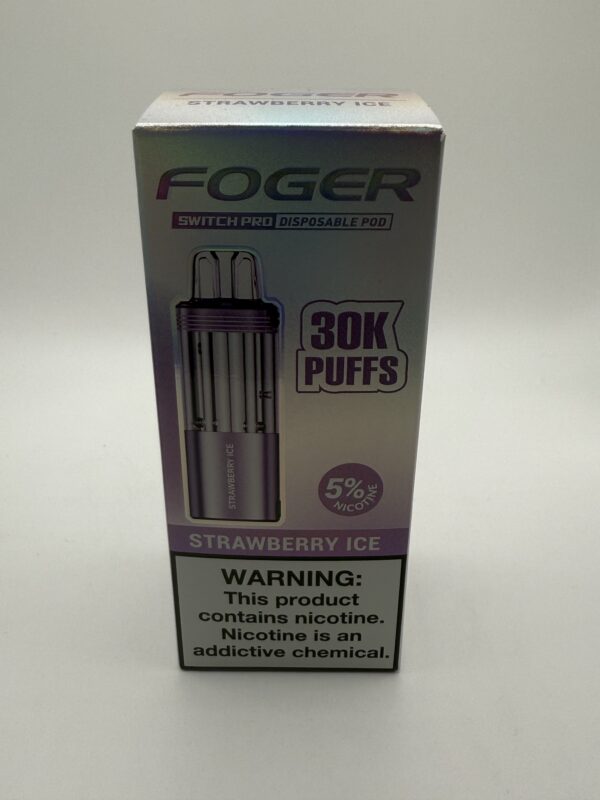 FOGER
STRAWBERRY ICE
FOGER
SWITCH PRO DISPOSABLE POD
30K
PUFFS
STRAWBERRY ICE
5%
NICOTINE
STRAWBERRY ICE
WARNING:
This product
contains nicotine.
Nicotine is an
addictive chemical.